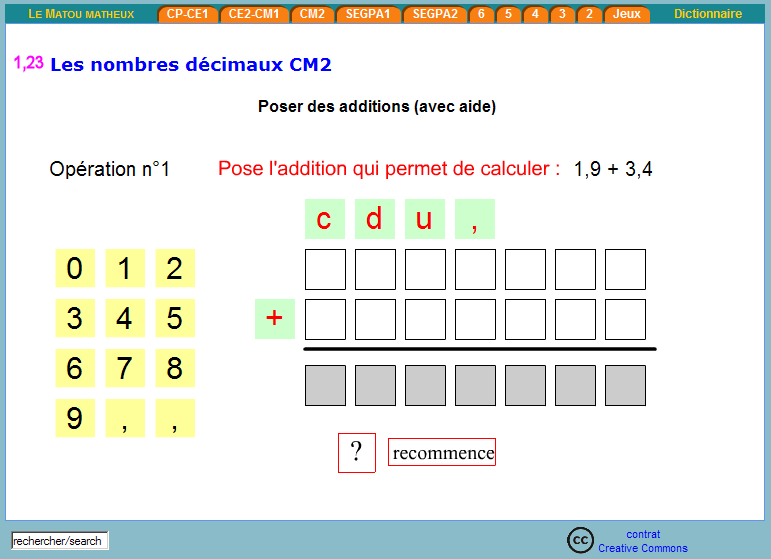 LE MATOU MATHEUX CP-CE1 CE2-CM1 CM2 SEGPA1 SEGPA2 6 5 4 3 2 Jeux Dictionnaire
1,23 Les nombres décimaux CM2
Poser des additions (avec aide)
Opération n°1 Pose l'addition qui permet de calculer : 1,9 + 3,4
c d u ,
0 1 2
3 4 5 +
6 7 8
9 , ,
? recommence
rechercher/search cc contrat
Creative Commons